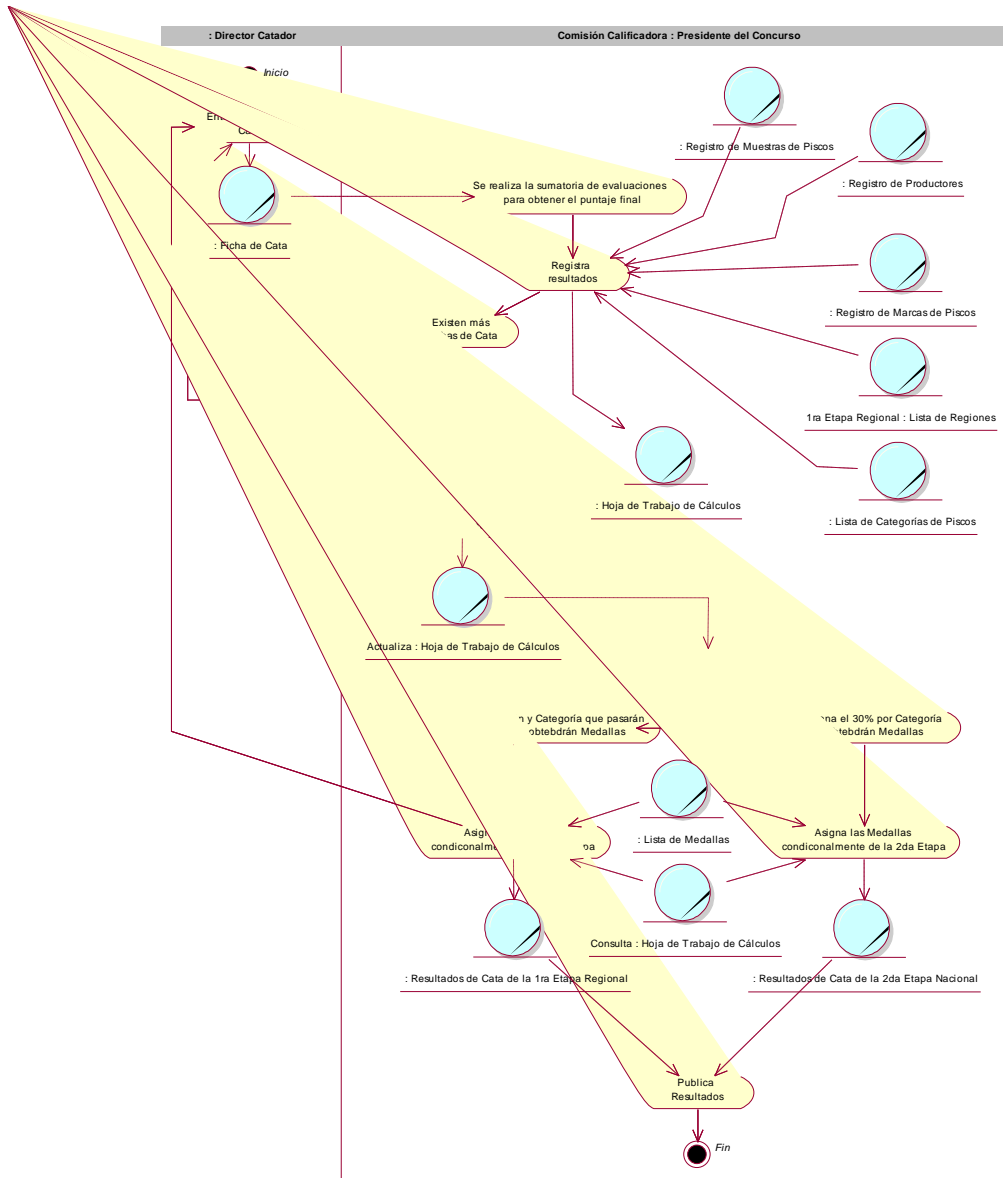 : Director Catador
Comisión Calificadora : Presidente del Concurso
Inicio
: Registro de Muestras de Piscos
: Registro de Productores
Se realiza la sumatoria de evaluaciones
para obtener el puntaje final
: Ficha de Cata
Registra
resultados
: Registro de Marcas de Piscos
Existen más
de Cata
1ra Etapa Regional : Lista de Regiones
: Hoja de Trabajo de Cálculos
: Lista de Categorías de Piscos
Actualiza : Hoja de Trabajo de Cálculos
y Categoría que pasarán
obtebdrán Medallas
el 30% por Categoría
Medallas
: Lista de Medallas
Asigna las Medallas
condiconalmente de la 2da Etapa
Consulta : Hoja de Trabajo de Cálculos
: Resultados de Cata de la 1ra Etapa Regional
: Resultados de Cata de la 2da Etapa Nacional
Publica
Resultados
Fin